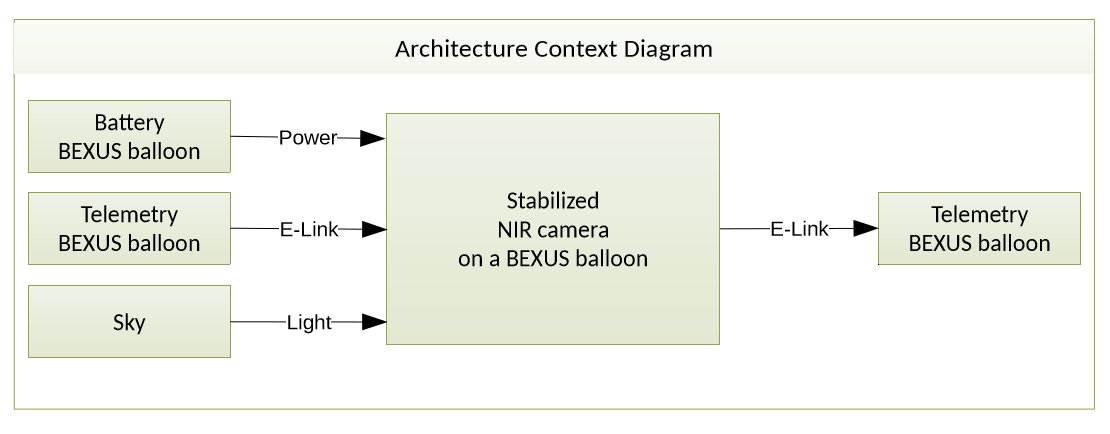 Architecture Context Diagram
Battery
BEXUS balloon
Power
Telemetry
BEXUS balloon
E-Link
Sky
Light
Stabilized
NIR camera
on a BEXUS balloon
E-Link
Telemetry
BEXUS balloon